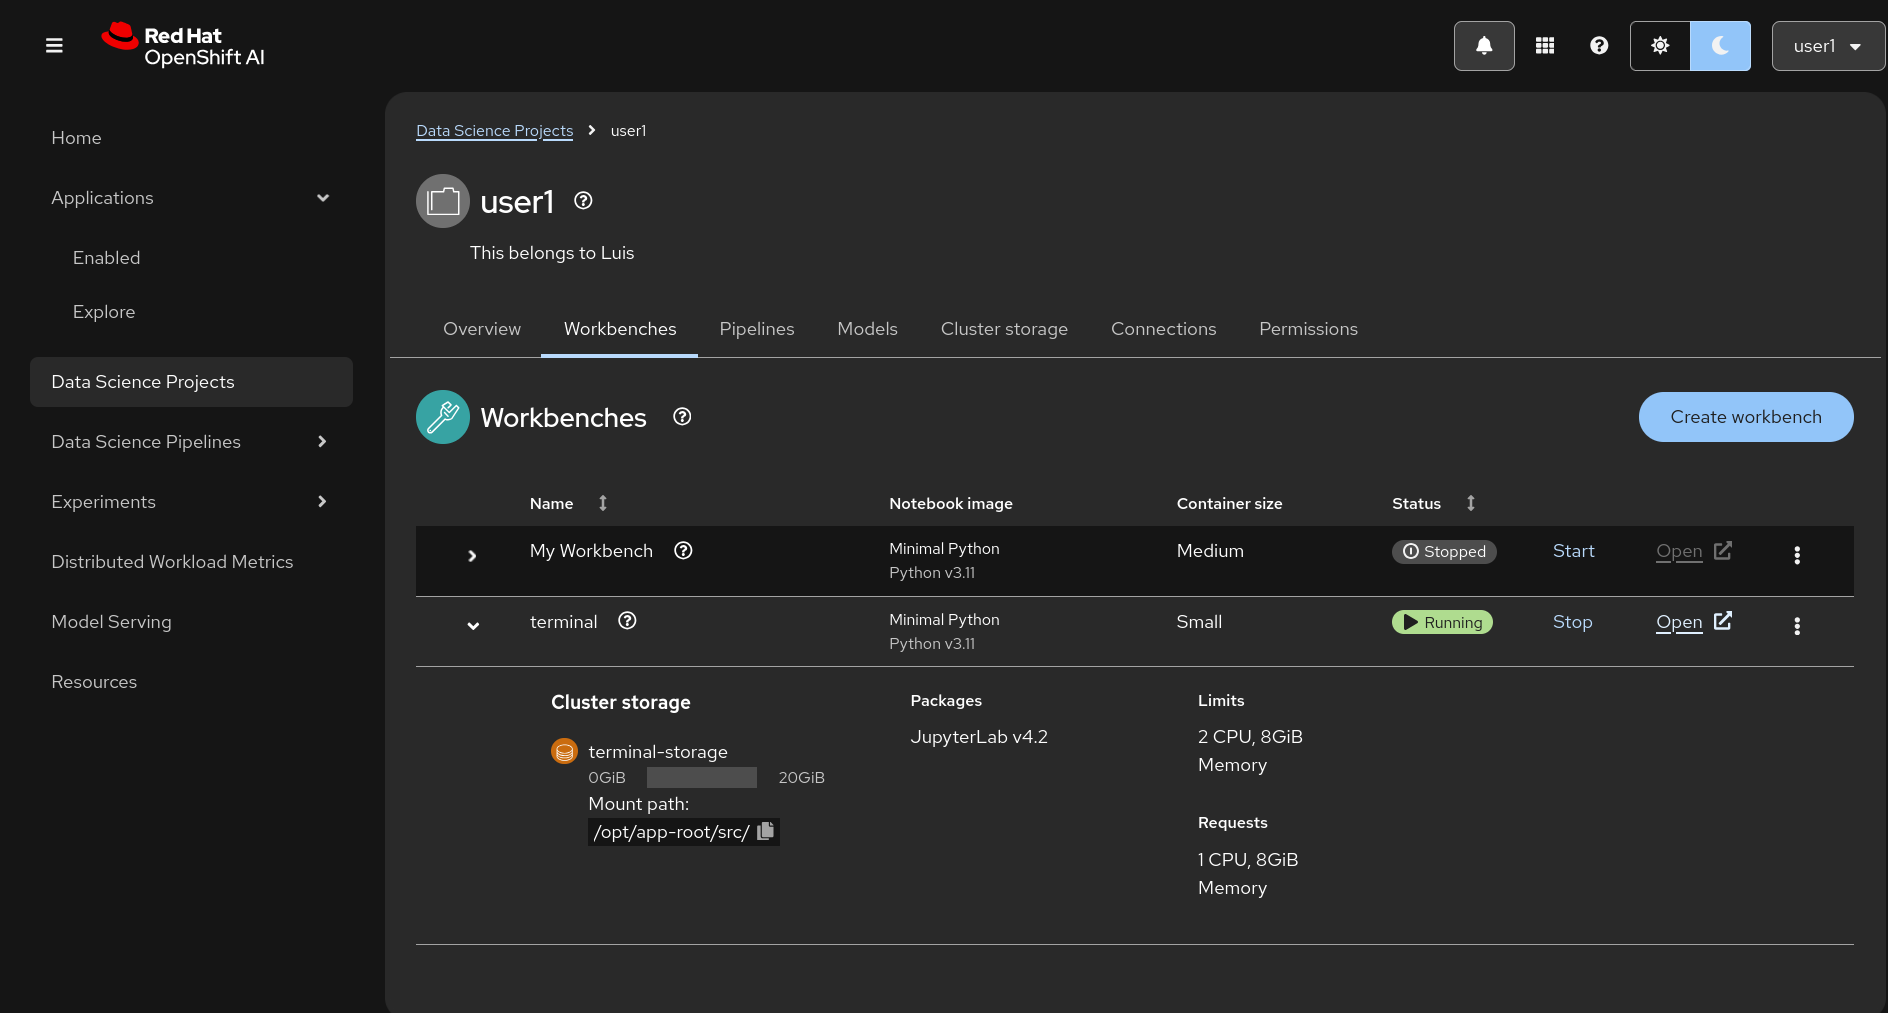 Red Hat
OpenShift AI
user1
Home
Applications
Enabled
Explore
Data Science Projects
Data Science Pipelines
Experiments
Distributed Workload Metrics
Model Serving
Resources
Data Science Projects > user1
user1
This belongs to Luis
Overview Workbenches Pipelines Models Cluster storage Connections Permissions
Workbenches
Create workbench
Name Notebook image Container size Status
My Workbench Minimal Python Medium Stopped Start Open
Python v3.11
terminal Minimal Python Small Running Stop Open
Python v3.11
Cluster storage
terminal-storage
0GiB 20GiB
Mount path:
/opt/app-root/src/
Packages
JupyterLab v4.2
Limits
2 CPU, 8GiB
Memory
Requests
1 CPU, 8GiB
Memory